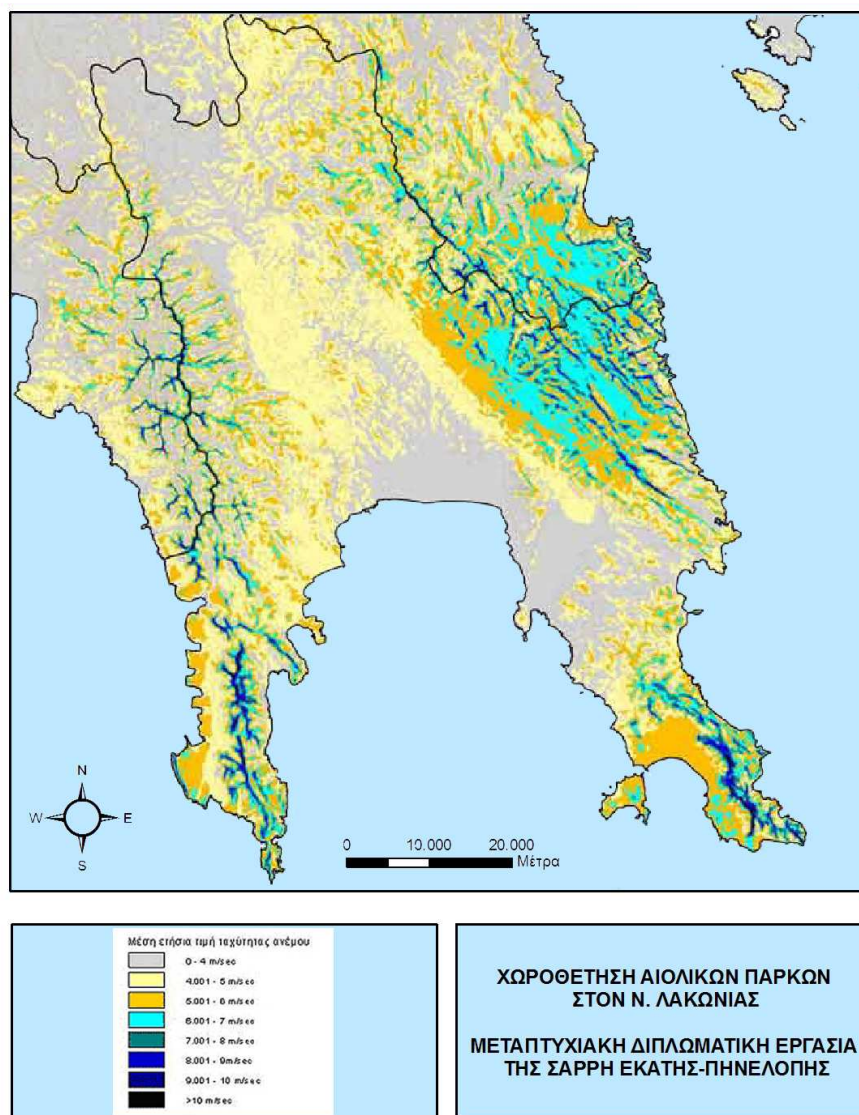 N
W
E
S
0
10.000
20.000
Μέτρα
Μέση ετήσια τιμή ταχύτητας ανέμου
0 - 4 m/sec
4.001 - 5 m/sec
5.001 - 6 m/sec
6.001 - 7 m/sec
7.001 - 8 m/sec
8.001 - 9m/sec
9.001 - 10 m/sec
>10 m/sec
ΧΩΡΟΘΕΤΗΣΗ ΑΙΟΛΙΚΩΝ ΠΑΡΚΩΝ
ΣΤΟΝ Ν. ΛΑΚΩΝΙΑΣ
ΜΕΤΑΠΤΥΧΙΑΚΗ ΔΙΠΛΩΜΑΤΙΚΗ ΕΡΓΑΣΙΑ
ΤΗΣ ΣΑΡΡΗ ΕΚΑΤΗΣ-ΠΗΝΕΛΟΠΗΣ